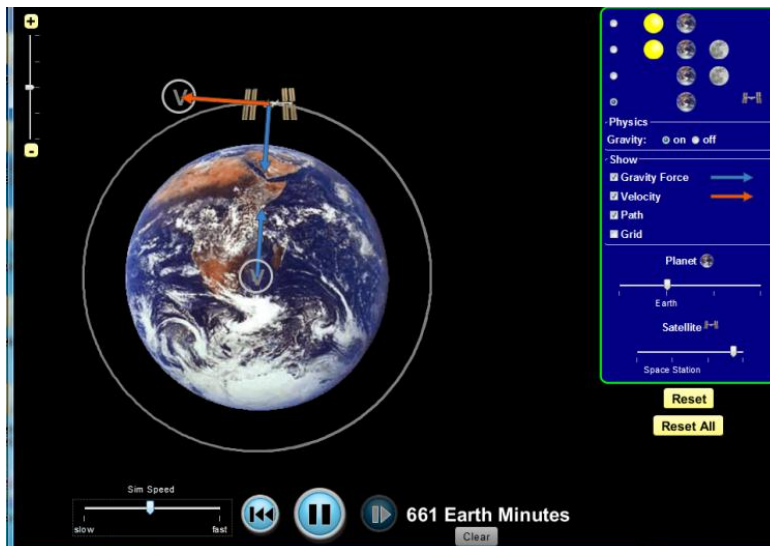 +
-
V
V
Physics
Gravity: on off
Show
Gravity Force
Velocity
Path
Grid
Planet
Earth
Satellite
Space Station
Reset
Reset All
Sim Speed
slow fast
661 Earth Minutes
Clear